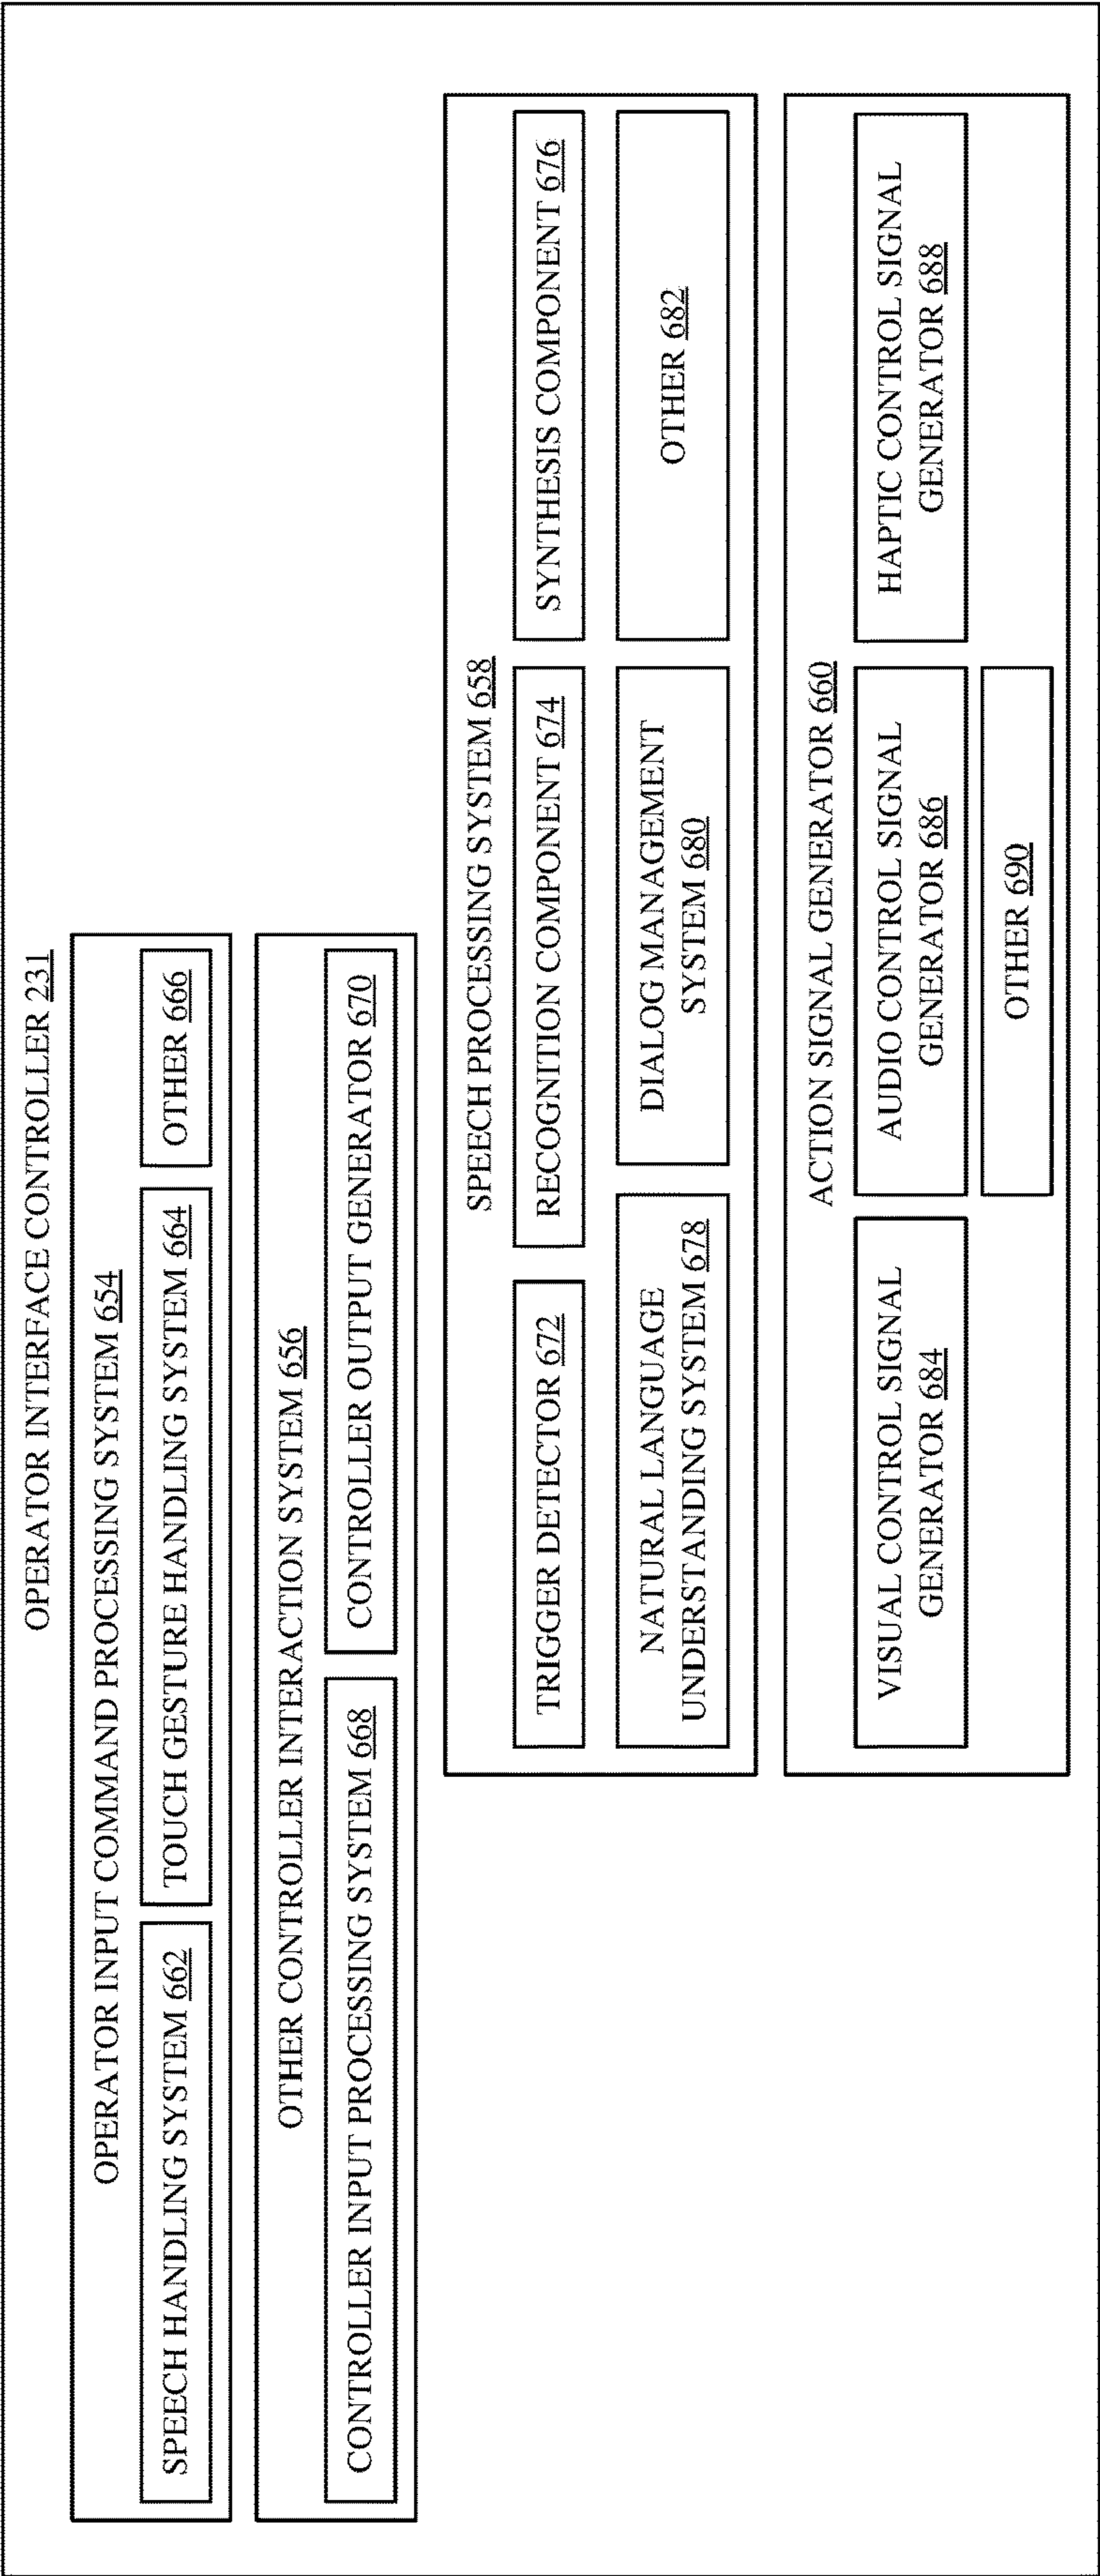 OPERATOR INTERFACE CONTROLLER 231
OPERATOR INPUT COMMAND PROCESSING SYSTEM 654
SPEECH HANDLING SYSTEM 662
TOUCH GESTURE HANDLING SYSTEM 664
OTHER 666
OTHER CONTROLLER INTERACTION SYSTEM 656
CONTROLLER INPUT PROCESSING SYSTEM 668
CONTROLLER OUTPUT GENERATOR 670
SPEECH PROCESSING SYSTEM 658
TRIGGER DETECTOR 672
RECOGNITION COMPONENT 674
SYNTHESIS COMPONENT 676
NATURAL LANGUAGE
UNDERSTANDING SYSTEM 678
DIALOG MANAGEMENT
SYSTEM 680
OTHER 682
ACTION SIGNAL GENERATOR 660
VISUAL CONTROL SIGNAL
GENERATOR 684
AUDIO CONTROL SIGNAL
GENERATOR 686
HAPTIC CONTROL SIGNAL
GENERATOR 688
OTHER 690